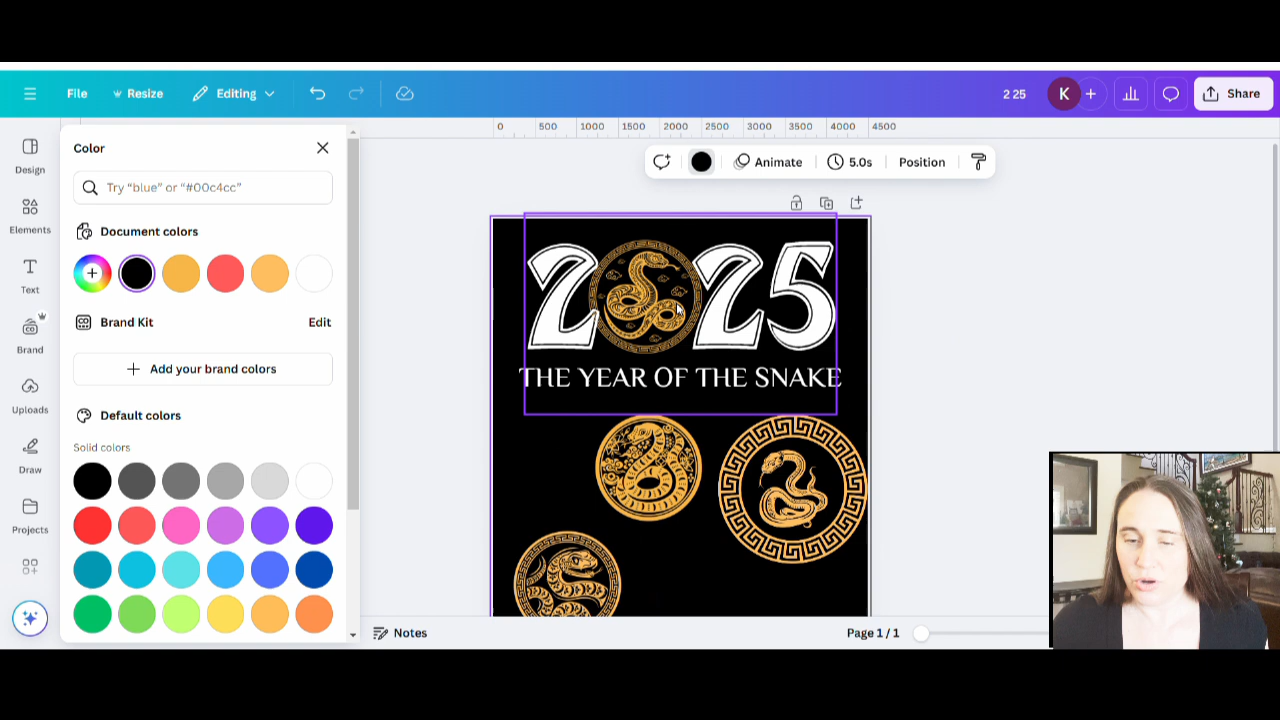 File
Resize
Editing
2 25
K
+
Share
0 500 1000 1500 2000 2500 3000 3500 4000 4500
Design
Elements
Text
Brand
Uploads
Draw
Projects
Color
Try “blue” or “#00c4cc”
Document colors
Brand Kit
Edit
+ Add your brand colors
Default colors
Solid colors
Animate
5.0s
Position
2 25
THE YEAR OF THE SNAKE
Notes
Page 1 / 1